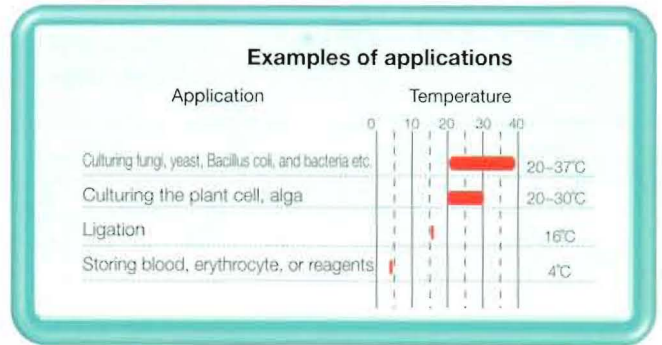 Examples of applications
Application Temperature
0 10 20 30 40
Culturing fungi, yeast, Bacillus coli, and bacteria etc. 20–37℃
Culturing the plant cell, alga 20–30℃
Ligation 16℃
Storing blood, erythrocyte, or reagents 4℃